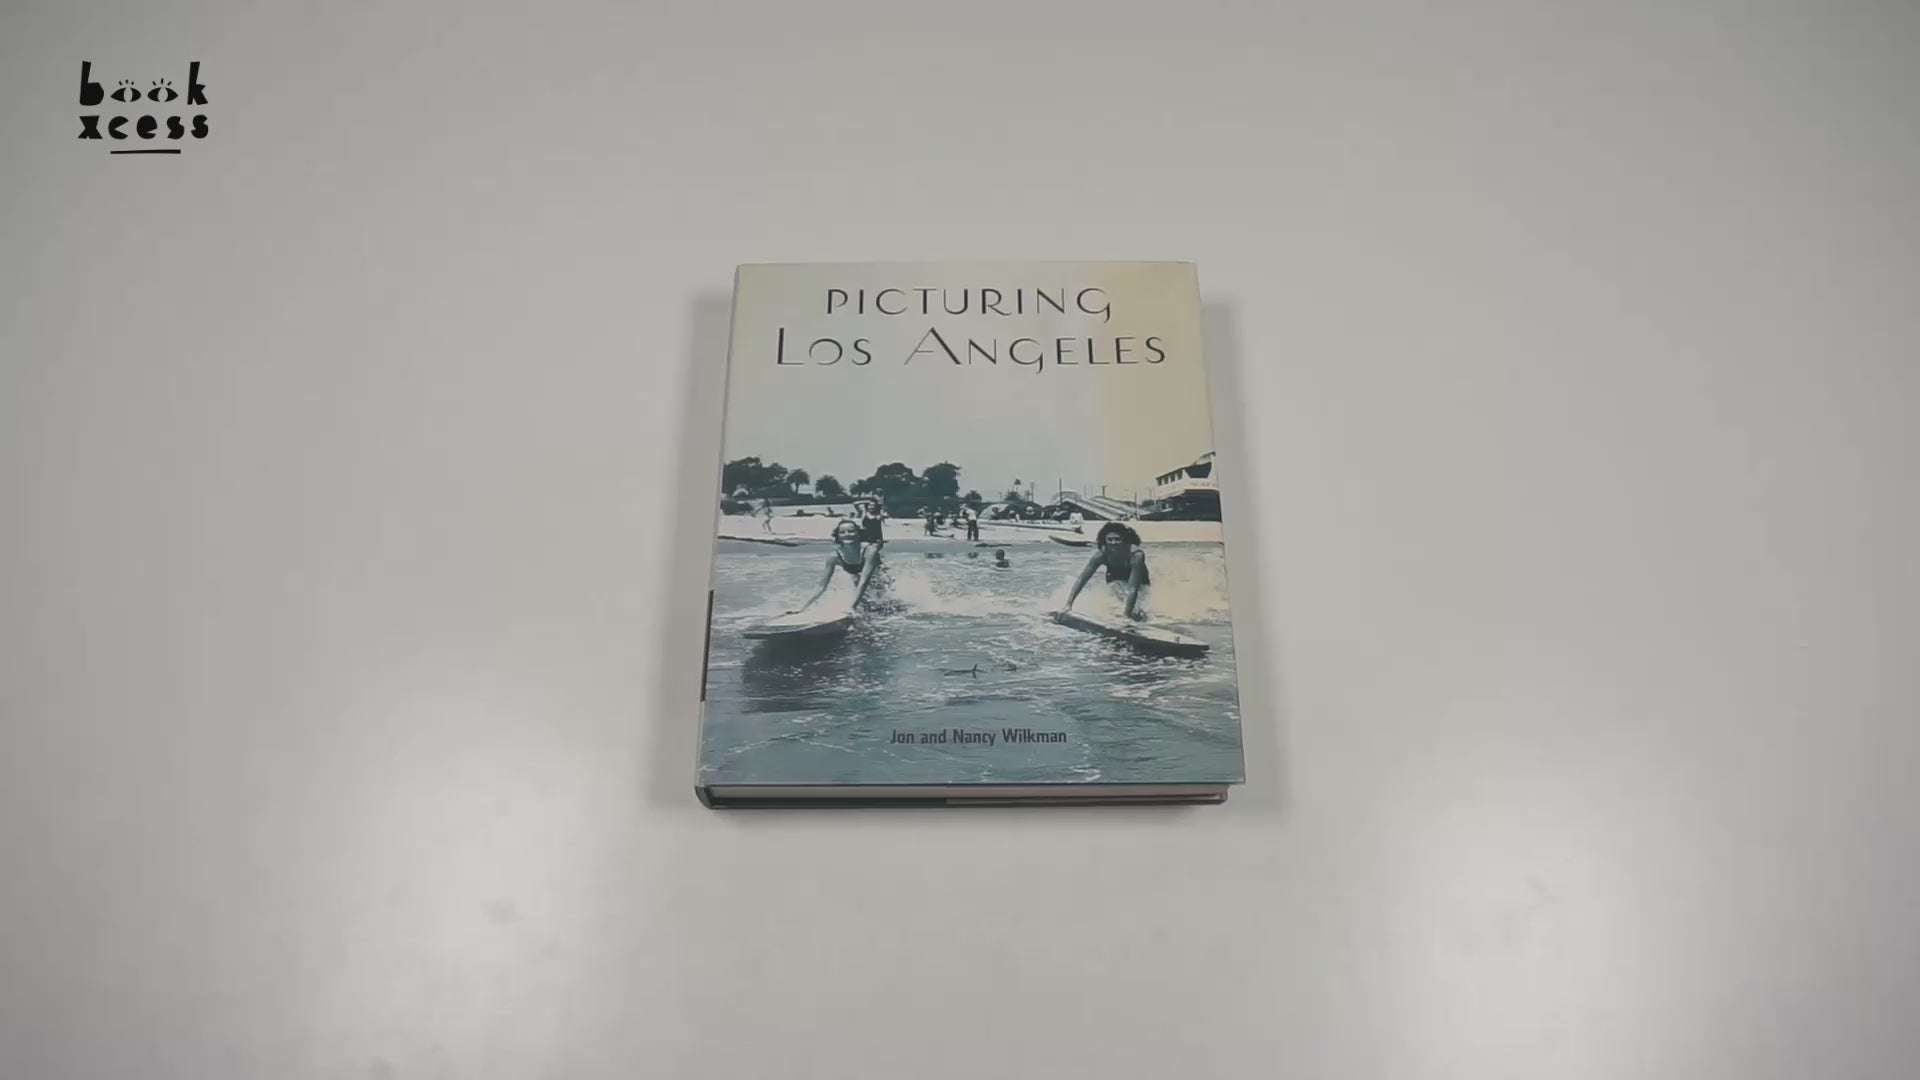 book
xcess
PICTURING
LOS ANGELES
Jon and Nancy Wilkman